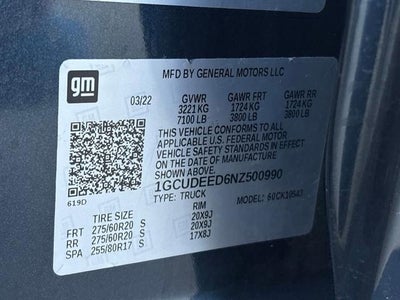 gm
MFD BY GENERAL MOTORS LLC
03/22 GVWR GAWR FRT GAWR RR
3221 KG 1724 KG 1724 KG
7100 LB 3800 LB 3800 LB
THIS VEHICLE CONFORMS TO ALL
APPLICABLE U.S. FEDERAL MOTOR
VEHICLE SAFETY STANDARDS IN
EFFECT ON THE DATE OF MANUFACTURE
SHOWN ABOVE.
1GCUDEED6NZ500990
619D TYPE: TRUCK MODEL: 60CK10543
TIRE SIZE RIM
FRT 275/60R20 S 20X9J
RR 275/60R20 S 20X9J
SPA 255/80R17 S 17X8J